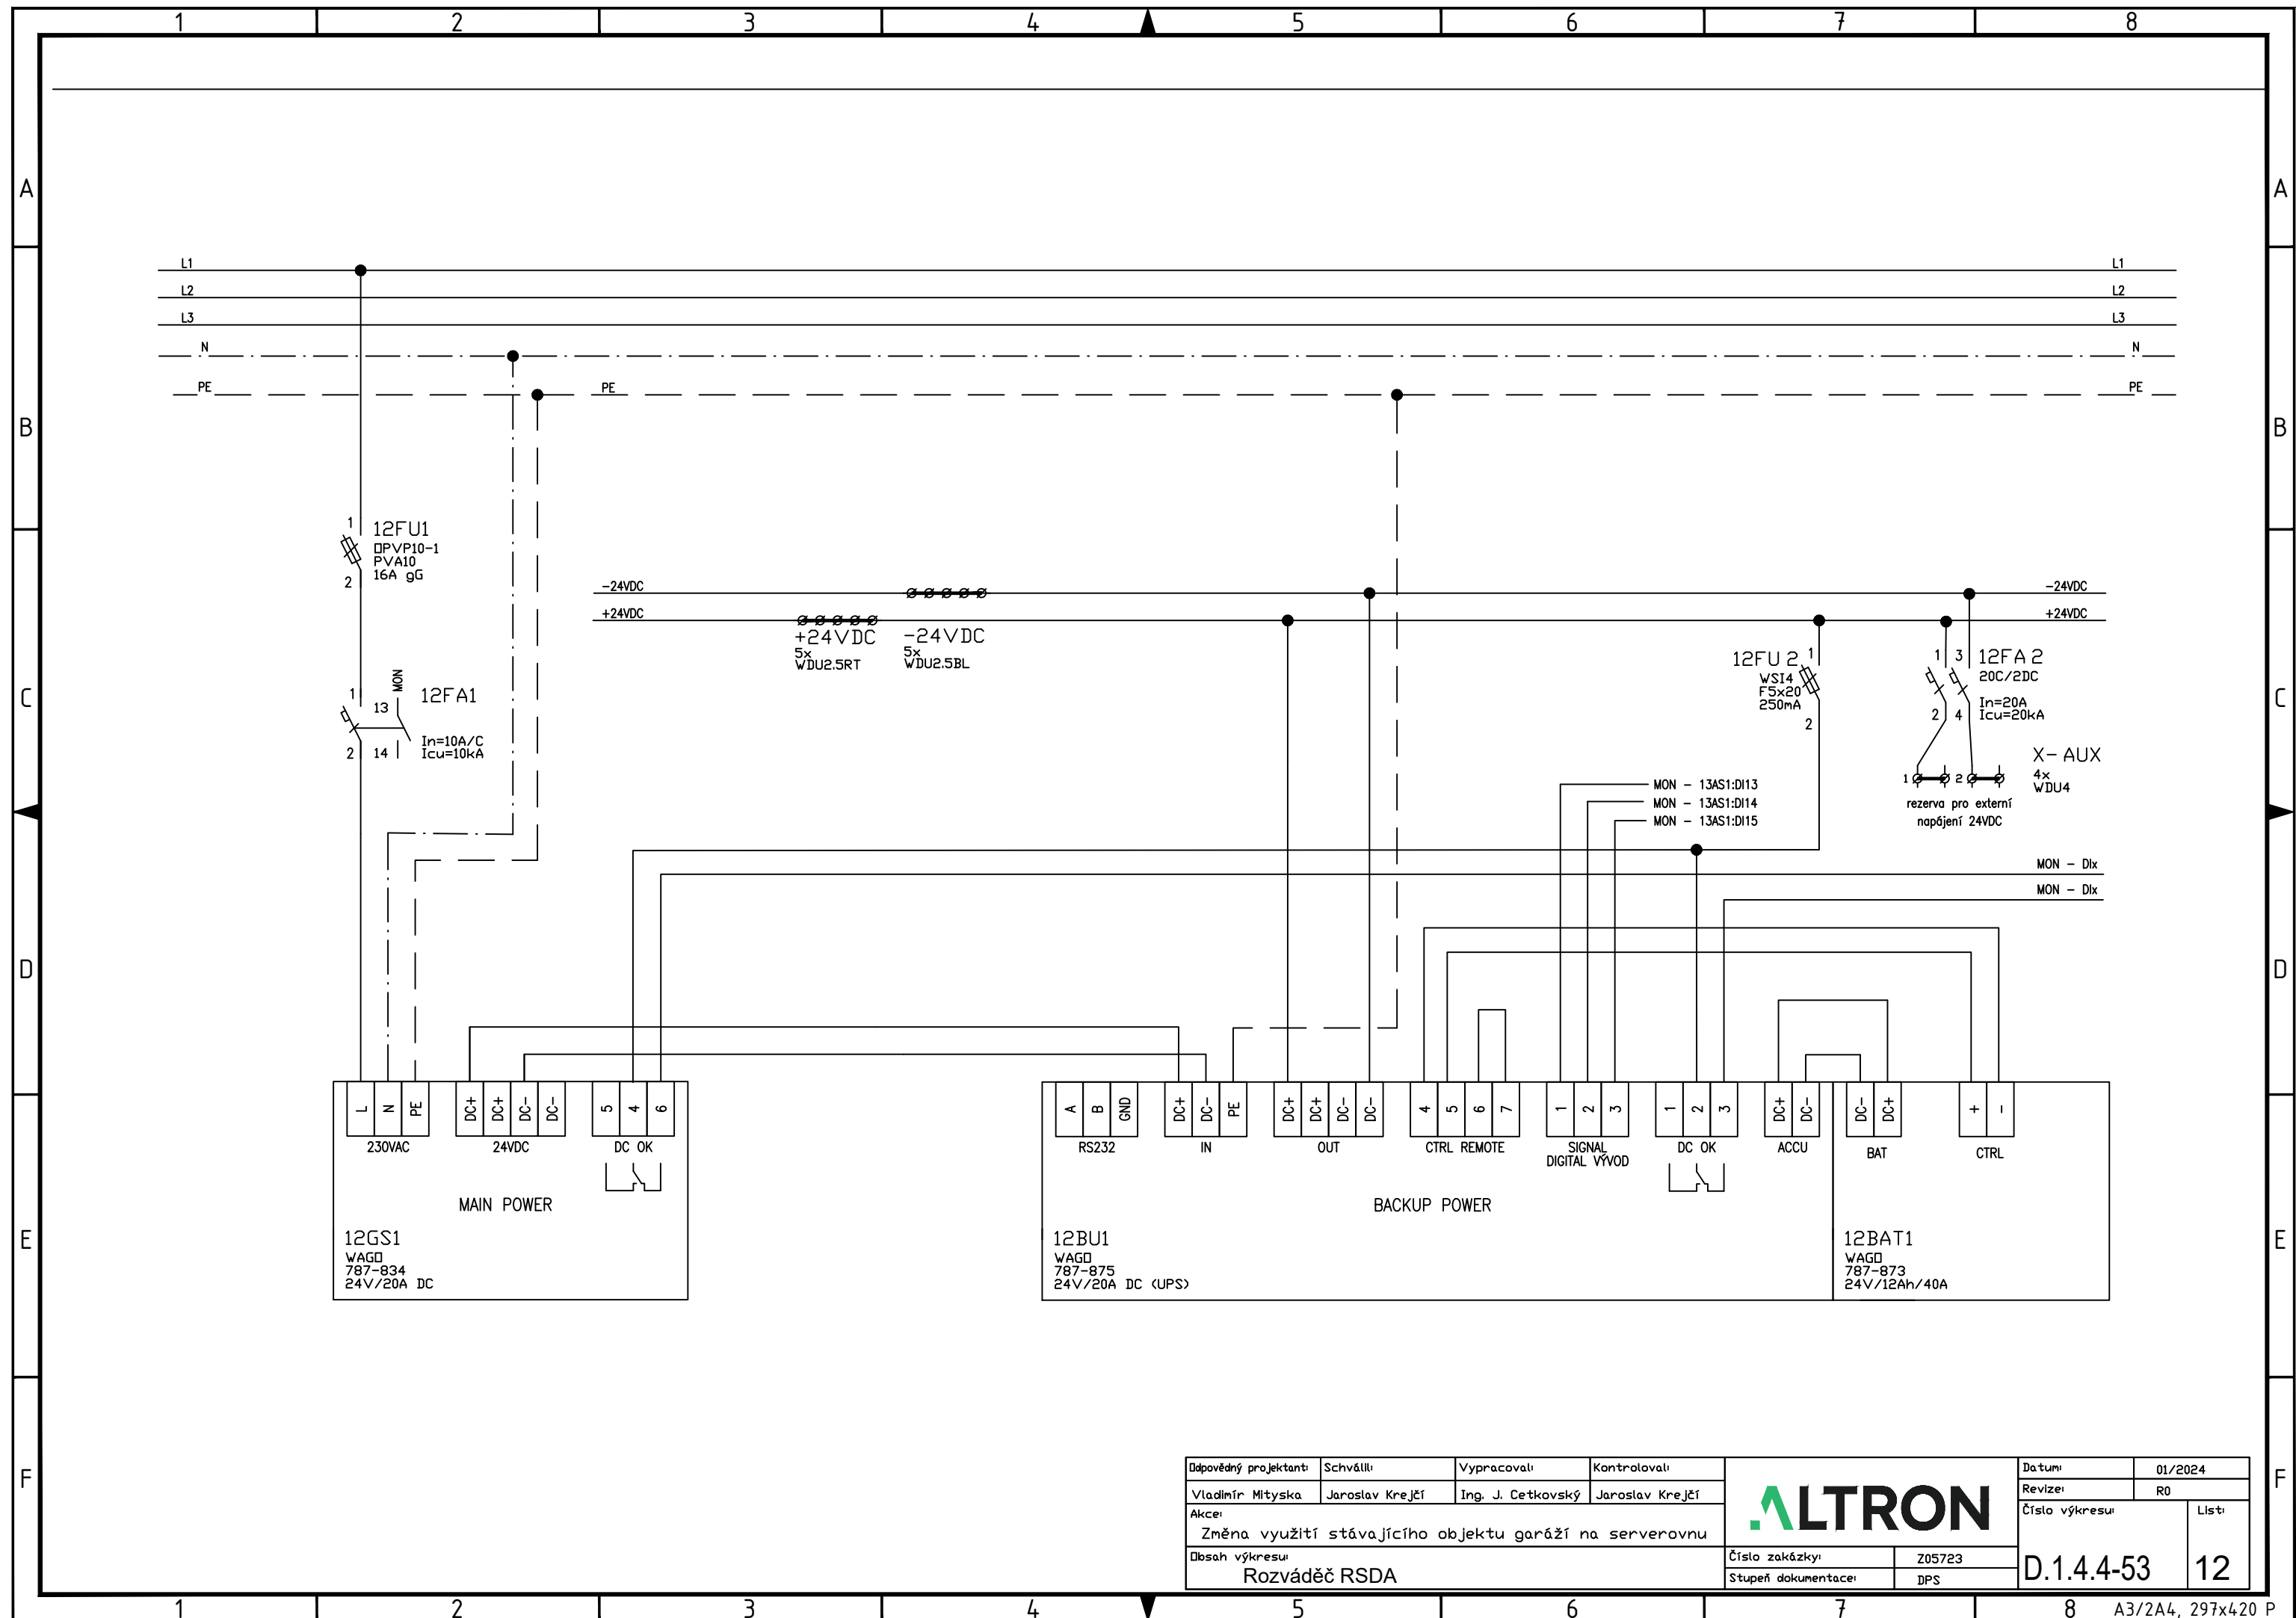 1 2 3 4 5 6 7 8
A A
L1 L1
L2 L2
L3 L3
N N
PE PE PE
B B
1 12FU1
OPVP10-1
PVA10
16A gG
2
-24VDC -24VDC
+24VDC +24VDC
+24VDC -24VDC
5x 5x
WDU2.5RT WDU2.5BL
12FU 2 1
WSI4
F5x20
250mA
2
1 3 12FA 2
20C/2DC
In=20A
Icu=20kA
2 4
C C
MON
1 13 12FA1
In=10A/C
2 14 Icu=10kA
X-AUX
4x
WDU4
1 2
rezerva pro externí
napájení 24VDC
MON - 13AS1:DI13
MON - 13AS1:DI14
MON - 13AS1:DI15
MON - DIx
MON - DIx
D D
L N PE DC+ DC+ DC- DC- 5 4 6
230VAC 24VDC DC OK
MAIN POWER
12GS1
WAGO
787-834
24V/20A DC
A B GND DC+ DC- PE DC+ DC+ DC- DC- 4 5 6 7 1 2 3 1 2 3 DC+ DC- DC- DC+ + -
RS232 IN OUT CTRL REMOTE SIGNAL DC OK ACCU BAT CTRL
DIGITAL VÝVOD
BACKUP POWER
12BU1
WAGO
787-875
24V/20A DC (UPS)
12BAT1
WAGO
787-873
24V/12Ah/40A
E E
F F
Odpovědný projektant: Schválil: Vypracoval: Kontroloval:
Vladimír Mityska Jaroslav Krejčí Ing. J. Cetkovský Jaroslav Krejčí
Akce:
Změna využití stávajícího objektu garáží na serverovnu
Obsah výkresu:
Rozváděč RSDA
ALTRON
Číslo zakázky: Z05723
Stupeň dokumentace: DPS
Datum: 01/2024
Revize: R0
Číslo výkresu: List:
D.1.4.4-53 12
1 2 3 4 5 6 7 8
A3/2A4, 297x420 P